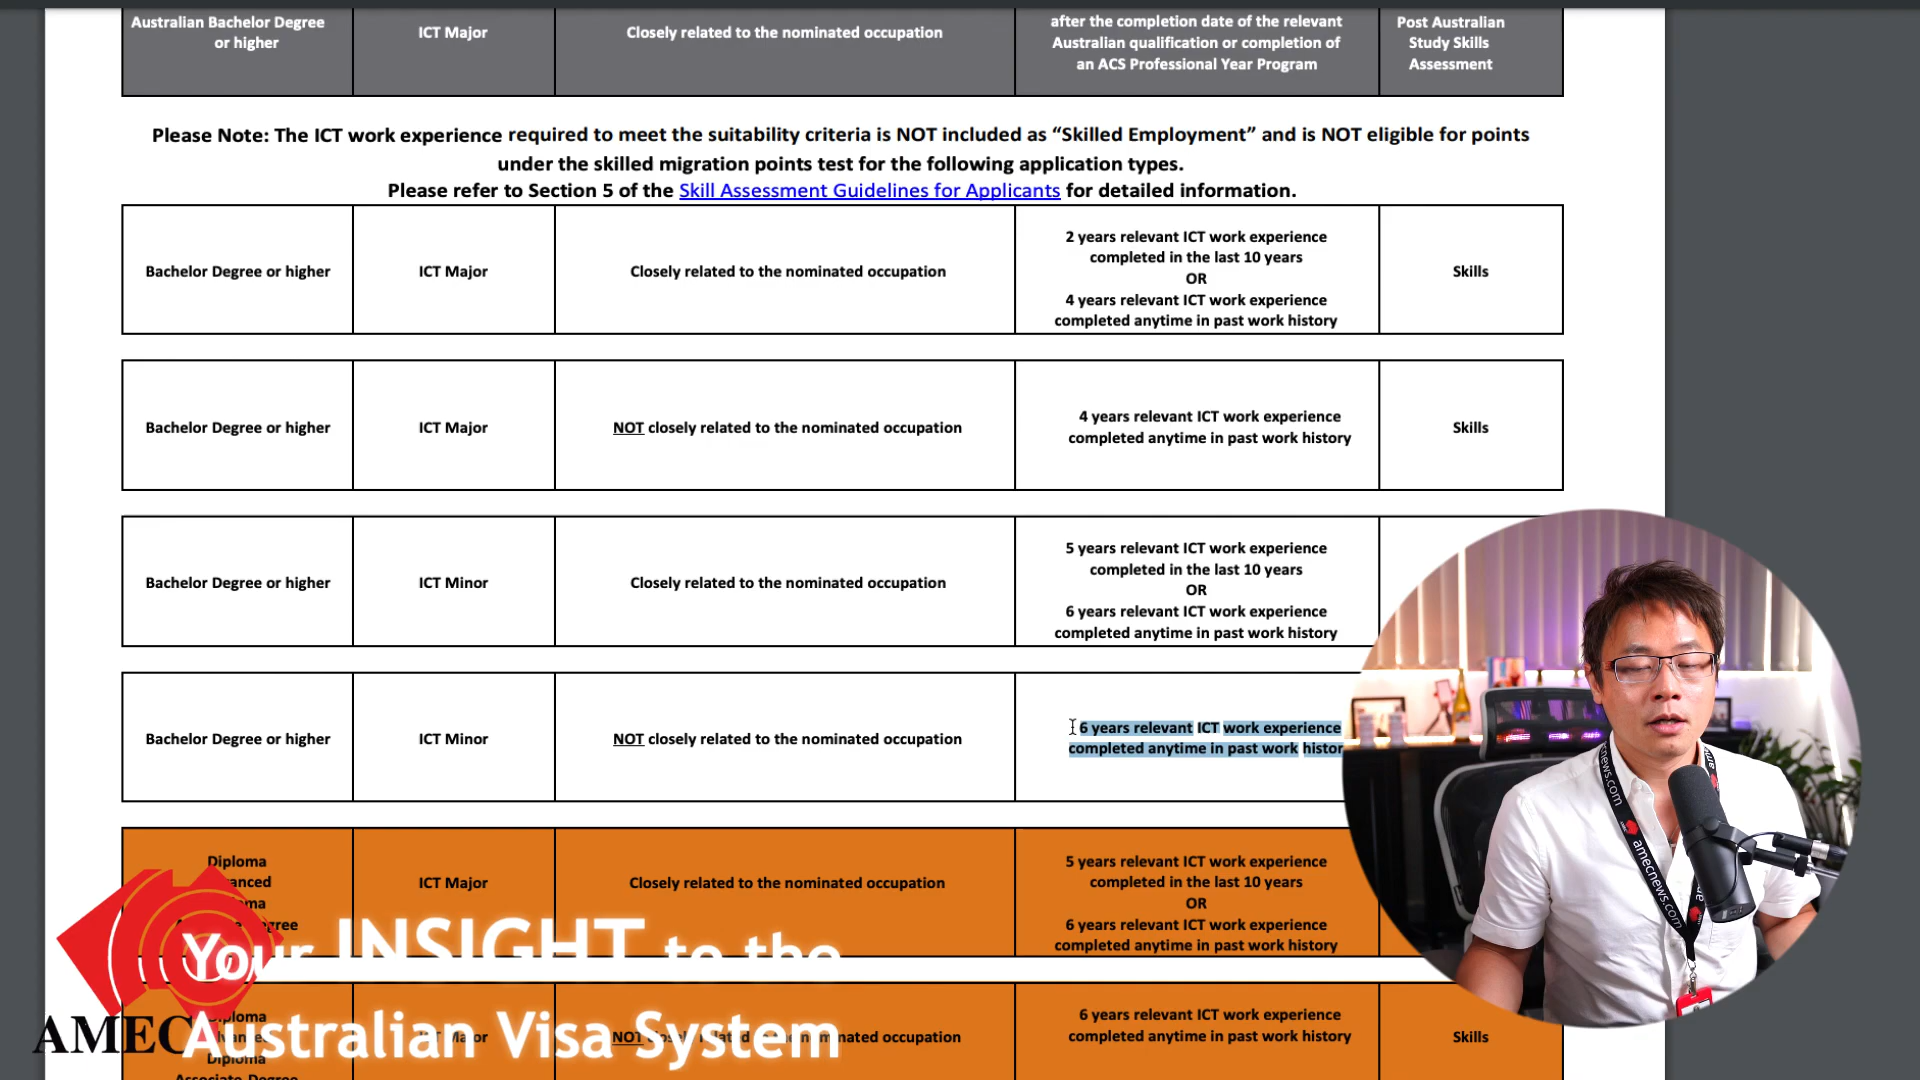 Australian Bachelor Degree
or higher
ICT Major
Closely related to the nominated occupation
after the completion date of the relevant
Australian qualification or completion of
an ACS Professional Year Program
Post Australian
Study Skills
Assessment
Please Note: The ICT work experience required to meet the suitability criteria is NOT included as “Skilled Employment” and is NOT eligible for points
under the skilled migration points test for the following application types.
Please refer to Section 5 of the Skill Assessment Guidelines for Applicants for detailed information.
Bachelor Degree or higher
ICT Major
Closely related to the nominated occupation
2 years relevant ICT work experience
completed in the last 10 years
OR
4 years relevant ICT work experience
completed anytime in past work history
Skills
Bachelor Degree or higher
ICT Major
NOT closely related to the nominated occupation
4 years relevant ICT work experience
completed anytime in past work history
Skills
Bachelor Degree or higher
ICT Minor
Closely related to the nominated occupation
5 years relevant ICT work experience
completed in the last 10 years
OR
6 years relevant ICT work experience
completed anytime in past work history
Bachelor Degree or higher
ICT Minor
NOT closely related to the nominated occupation
6 years relevant ICT work experience
completed anytime in past work histor
Diploma
ICT Major
Closely related to the nominated occupation
5 years relevant ICT work experience
completed in the last 10 years
OR
6 years relevant ICT work experience
completed anytime in past work history
Diploma
Diploma
Associate Degree
NOT closely related to the nominated occupation
6 years relevant ICT work experience
completed anytime in past work history
Skills
AMEC
Your INSIGHT to the
Australian Visa System
amecnews.com